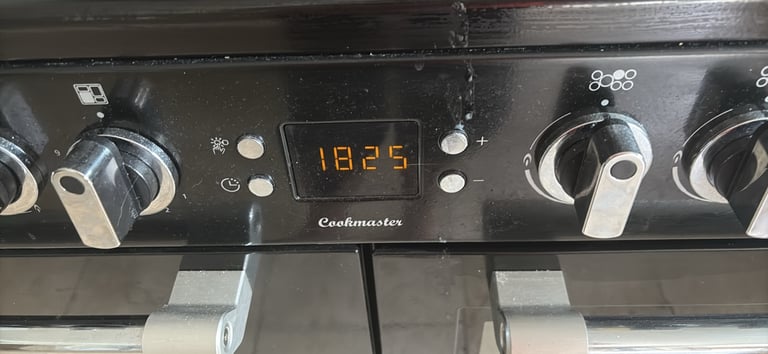 1825
+
−
Cookmaster